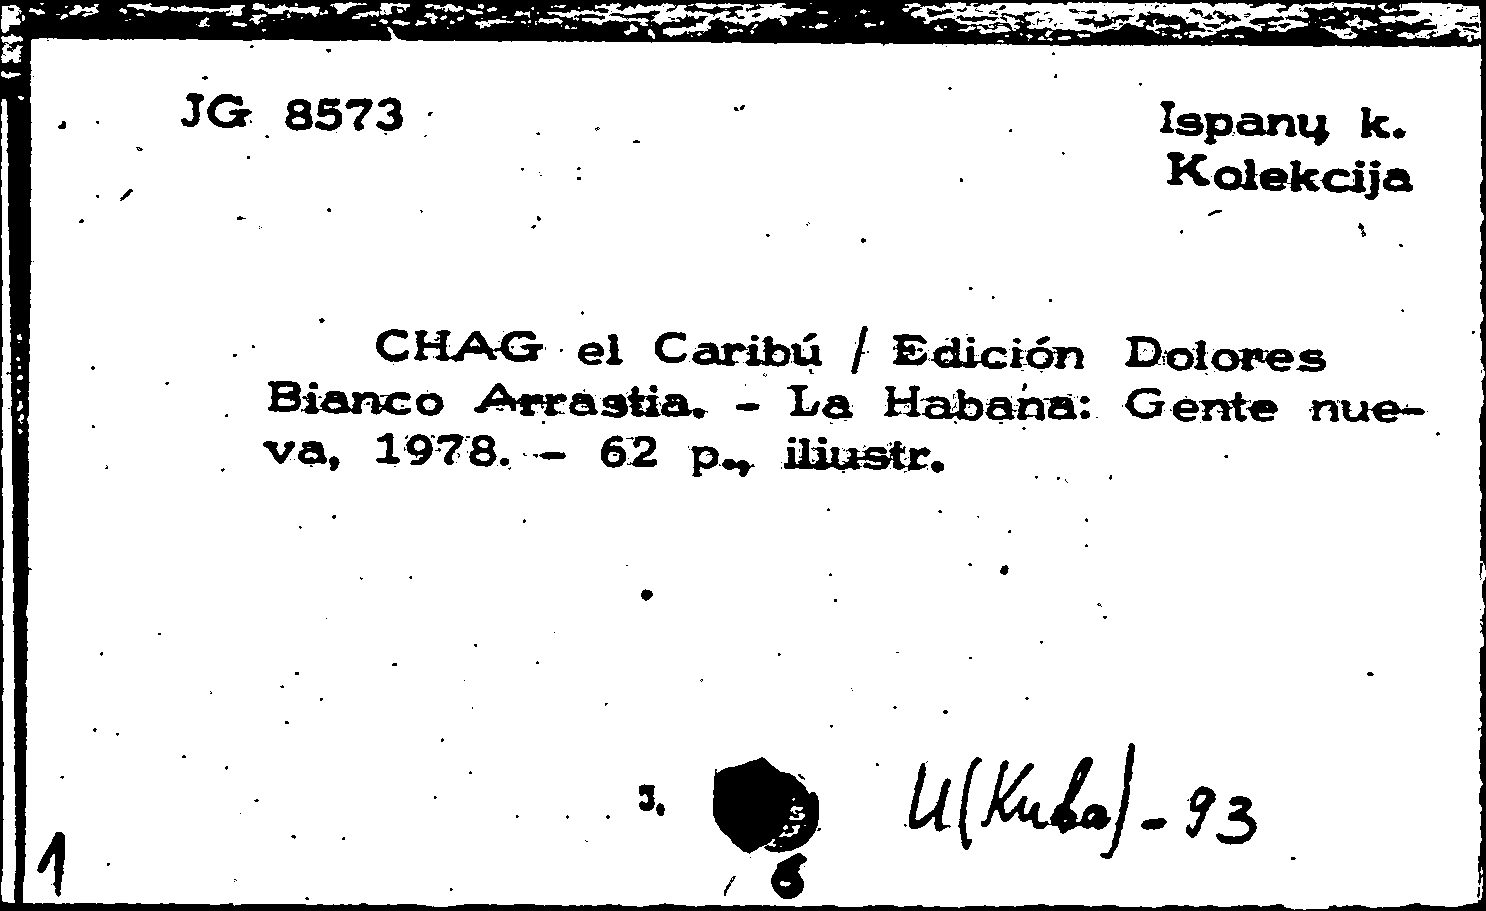 JG 8573
Ispanų k.
Kolekcija
CHAG el Caribú / Edición Dolores
Bianco Arrastia. - La Habana: Gente nue-
va, 1978. - 62 p., iliustr.
J.
U(Kuba)-93
6
1